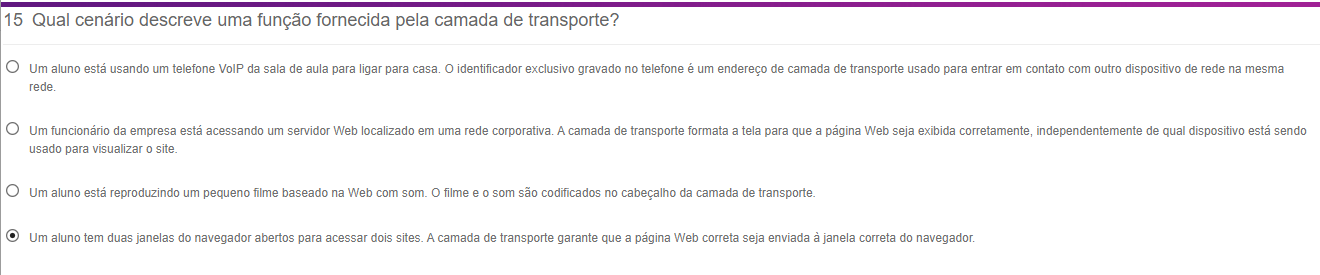 15 Qual cenário descreve uma função fornecida pela camada de transporte?
Um aluno está usando um telefone VoIP da sala de aula para ligar para casa. O identificador exclusivo gravado no telefone é um endereço de camada de transporte usado para entrar em contato com outro dispositivo de rede na mesma
rede.
Um funcionário da empresa está acessando um servidor Web localizado em uma rede corporativa. A camada de transporte formata a tela para que a página Web seja exibida corretamente, independentemente de qual dispositivo está sendo
usado para visualizar o site.
Um aluno está reproduzindo um pequeno filme baseado na Web com som. O filme e o som são codificados no cabeçalho da camada de transporte.
Um aluno tem duas janelas do navegador abertos para acessar dois sites. A camada de transporte garante que a página Web correta seja enviada à janela correta do navegador.